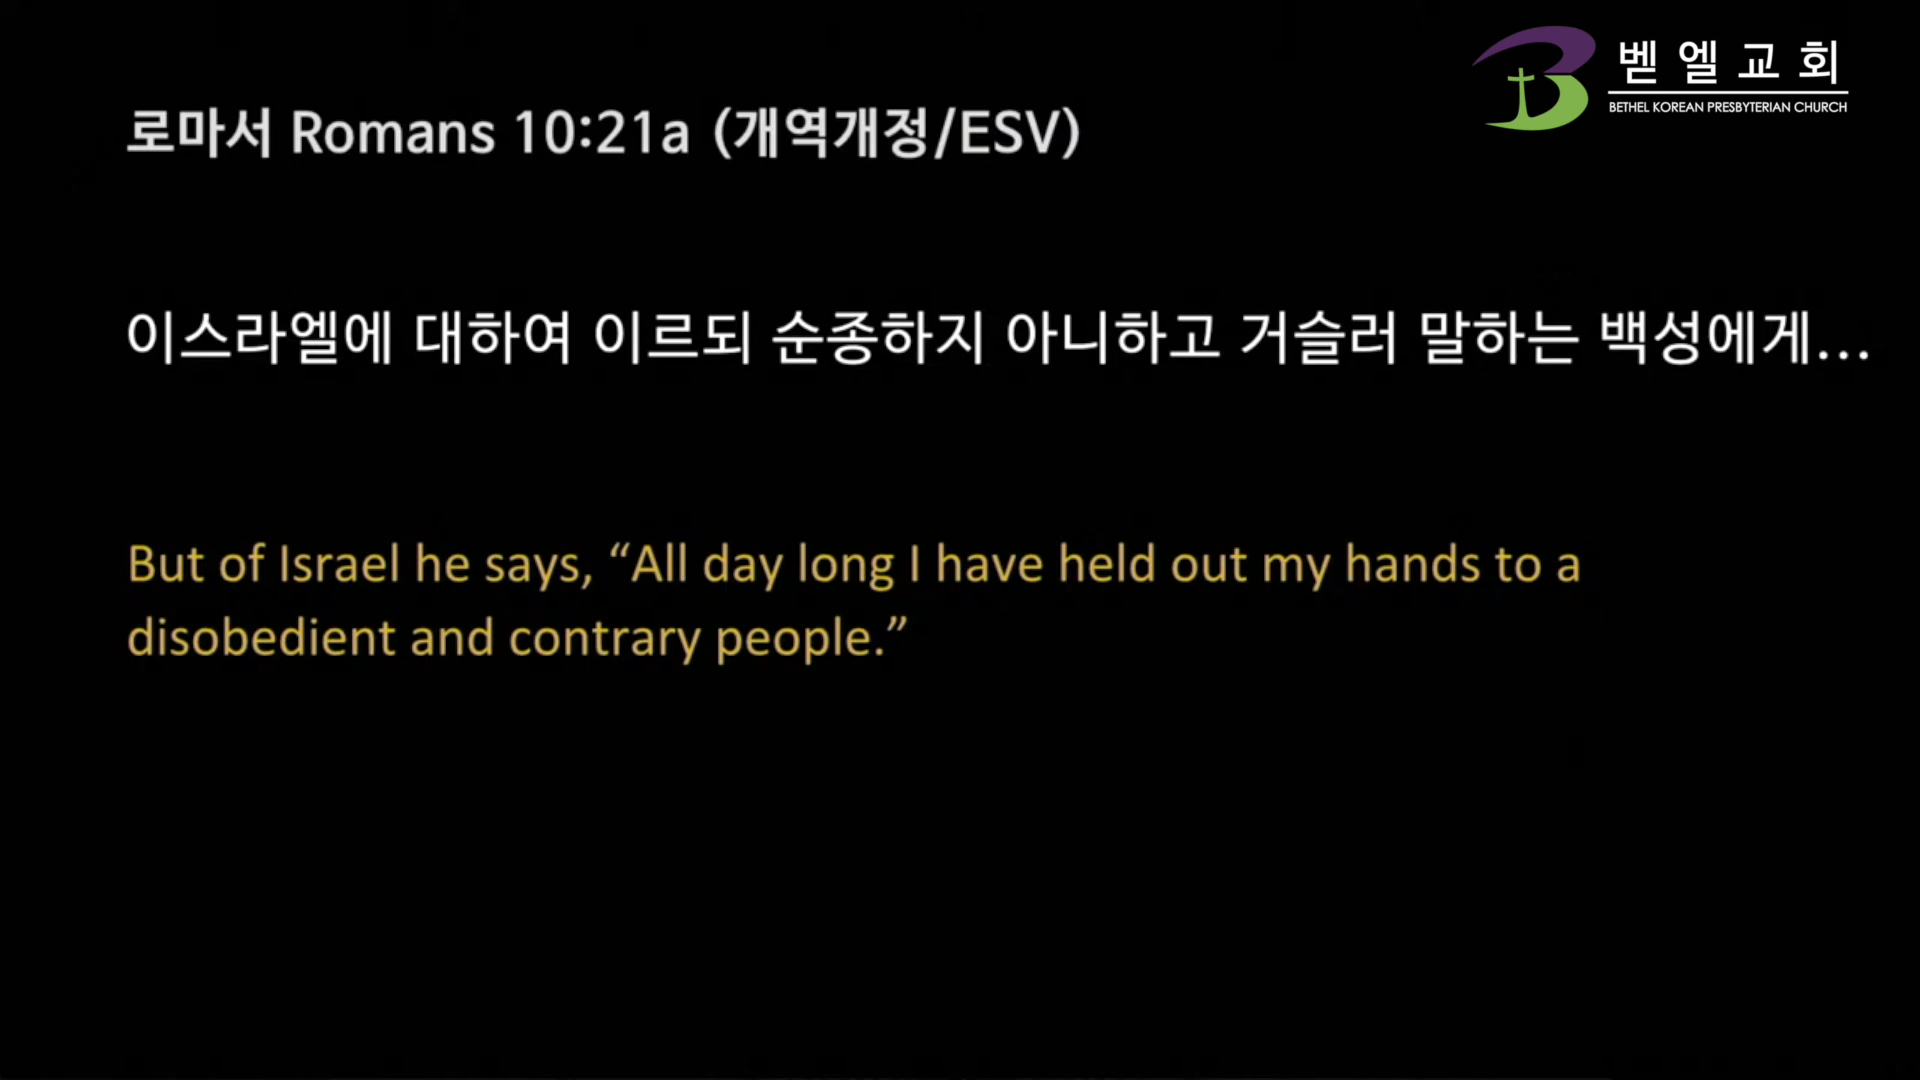 벧엘교회
BETHEL KOREAN PRESBYTERIAN CHURCH
로마서 Romans 10:21a (개역개정/ESV)
이스라엘에 대하여 이르되 순종하지 아니하고 거슬러 말하는 백성에게...
But of Israel he says, “All day long I have held out my hands to a
disobedient and contrary people.”